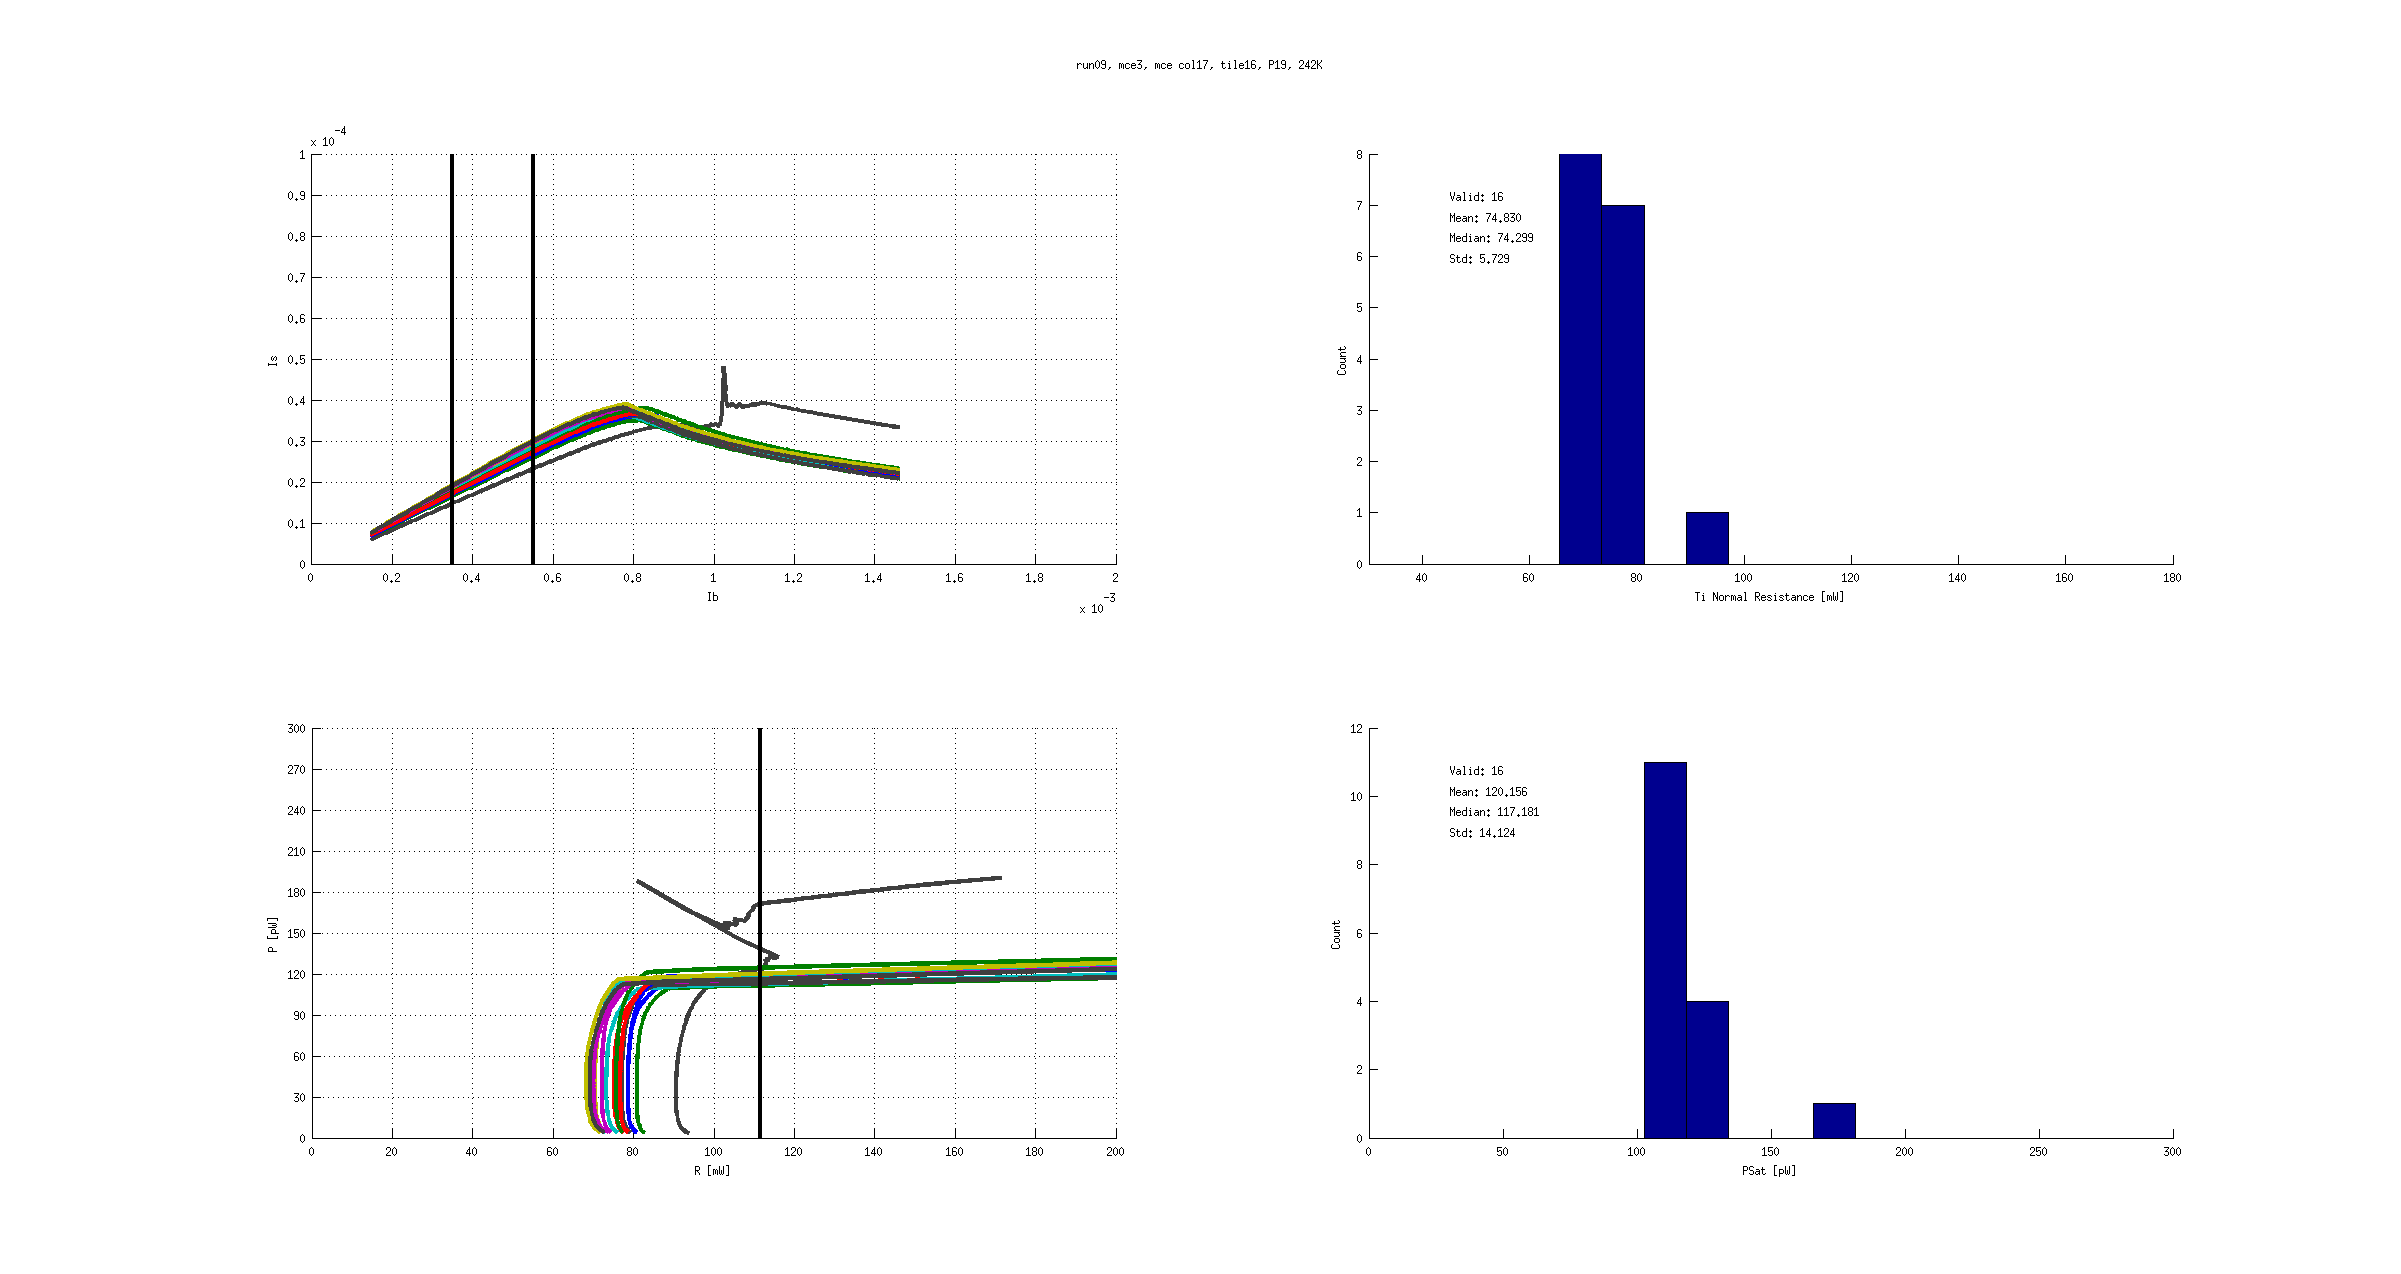 run09, mce3, mce col17, tile16, P19, 242K
x 10^-4
1
0.9
0.8
0.7
0.6
0.5
0.4
0.3
0.2
0.1
0
Is
0 0.2 0.4 0.6 0.8 1 1.2 1.4 1.6 1.8 2
Ib
x 10^-3
8
7
6
5
4
3
2
1
0
Count
Valid: 16
Mean: 74.830
Median: 74.299
Std: 5.729
40 60 80 100 120 140 160 180
Ti Normal Resistance [mW]
300
270
240
210
180
150
120
90
60
30
0
P [pW]
0 20 40 60 80 100 120 140 160 180 200
R [mW]
12
10
8
6
4
2
0
Count
Valid: 16
Mean: 120.156
Median: 117.181
Std: 14.124
0 50 100 150 200 250 300
PSat [pW]